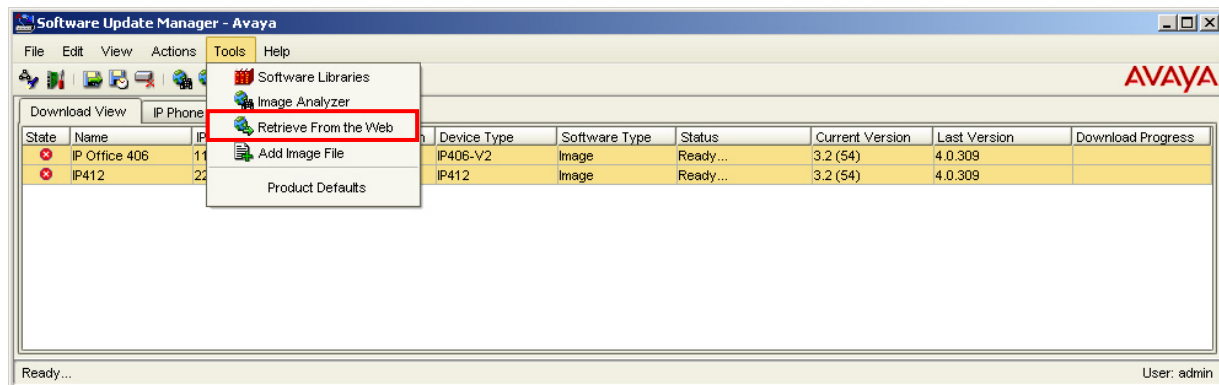 Software Update Manager - Avaya
File Edit View Actions Tools Help
AVAYA
Software Libraries
Image Analyzer
Retrieve From the Web
Add Image File
Product Defaults
Download View IP Phone
State Name IP Device Type Software Type Status Current Version Last Version Download Progress
IP Office 406 11 IP406-V2 Image Ready... 3.2 (54) 4.0.309
IP412 22 IP412 Image Ready... 3.2 (54) 4.0.309
Ready... User: admin